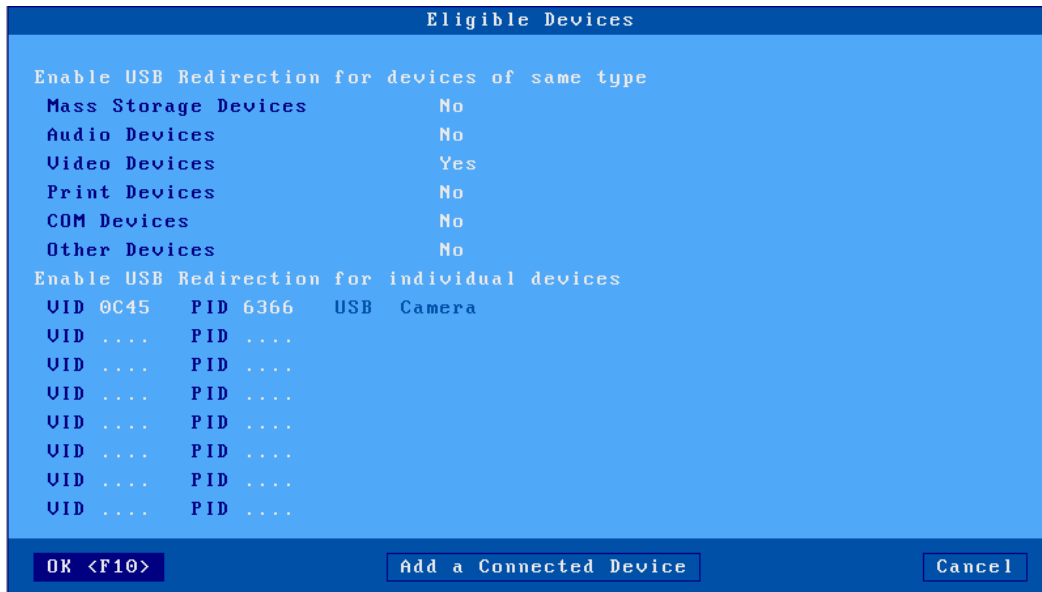 Eligible Devices
Enable USB Redirection for devices of same type
Mass Storage Devices No
Audio Devices No
Video Devices Yes
Print Devices No
COM Devices No
Other Devices No
Enable USB Redirection for individual devices
VID 0C45 PID 6366 USB Camera
VID .... PID ....
VID .... PID ....
VID .... PID ....
VID .... PID ....
VID .... PID ....
VID .... PID ....
VID .... PID ....
OK <F10> Add a Connected Device Cancel